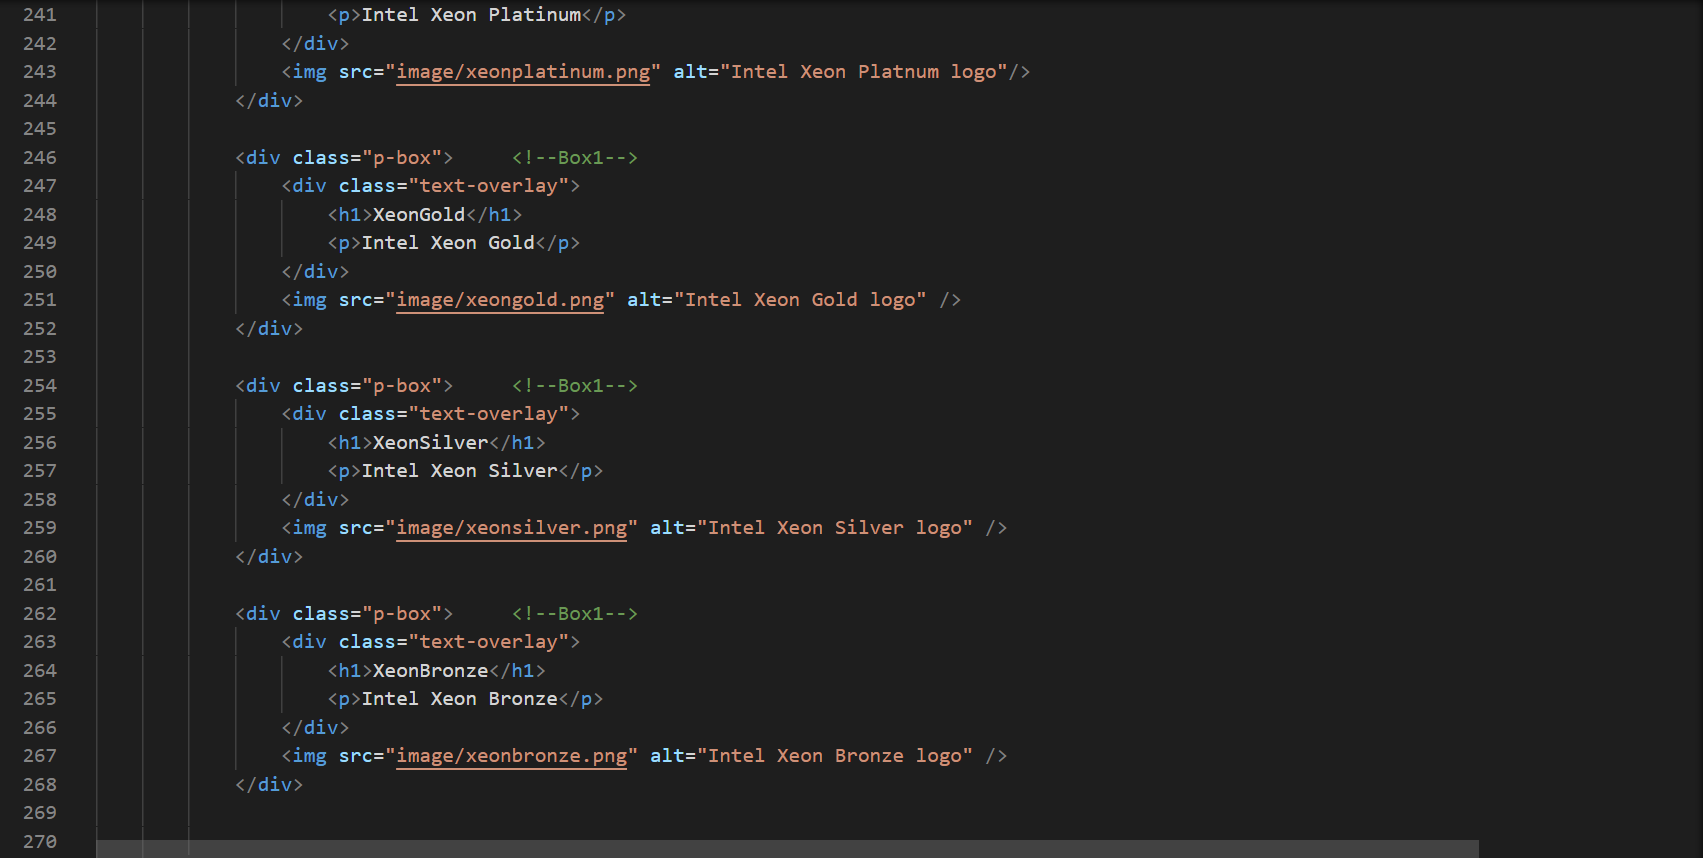 241 <p>Intel Xeon Platinum</p>
242 </div>
243 <img src="image/xeonplatinum.png" alt="Intel Xeon Platnum logo"/>
244 </div>
245
246 <div class="p-box"> <!--Box1-->
247 <div class="text-overlay">
248 <h1>XeonGold</h1>
249 <p>Intel Xeon Gold</p>
250 </div>
251 <img src="image/xeongold.png" alt="Intel Xeon Gold logo" />
252 </div>
253
254 <div class="p-box"> <!--Box1-->
255 <div class="text-overlay">
256 <h1>XeonSilver</h1>
257 <p>Intel Xeon Silver</p>
258 </div>
259 <img src="image/xeonsilver.png" alt="Intel Xeon Silver logo" />
260 </div>
261
262 <div class="p-box"> <!--Box1-->
263 <div class="text-overlay">
264 <h1>XeonBronze</h1>
265 <p>Intel Xeon Bronze</p>
266 </div>
267 <img src="image/xeonbronze.png" alt="Intel Xeon Bronze logo" />
268 </div>
269
270